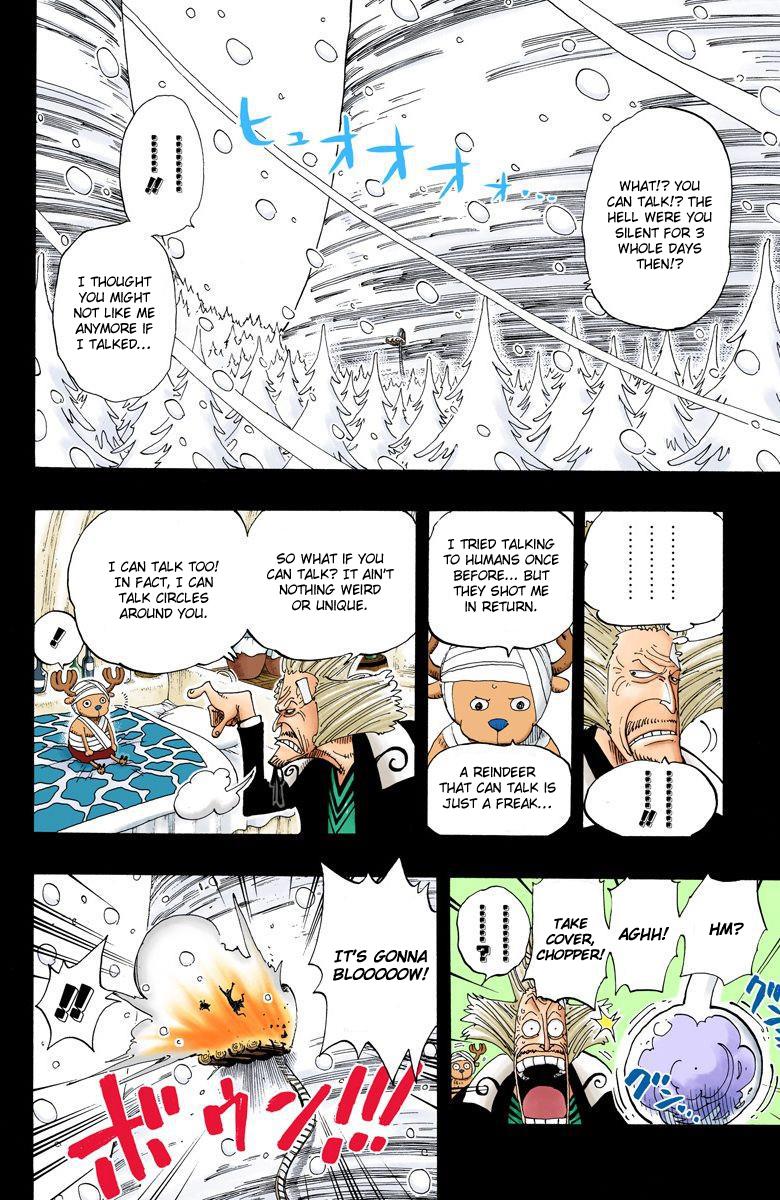 WHAT!? YOU
CAN TALK!? THE
HELL WERE YOU
SILENT FOR 3
WHOLE DAYS
THEN!?
ヒュオオオオ...
.......... ..........!!
I THOUGHT
YOU MIGHT
NOT LIKE ME
ANYMORE IF
I TALKED...
......... ......... .........
.......... ..........!!
I TRIED TALKING
TO HUMANS ONCE
BEFORE... BUT
THEY SHOT ME
IN RETURN.
A REINDEER
THAT CAN TALK IS
JUST A FREAK...
SO WHAT IF YOU
CAN TALK? IT AIN'T
NOTHING WEIRD
OR UNIQUE.
I CAN TALK TOO!
IN FACT, I CAN
TALK CIRCLES
AROUND YOU.
!
HM?
AGHH!
TAKE
COVER,
CHOPPER!
.......... ..........?
グン
グン...
IT'S GONNA
BLOOOOOW!
!!
ボウン!!!